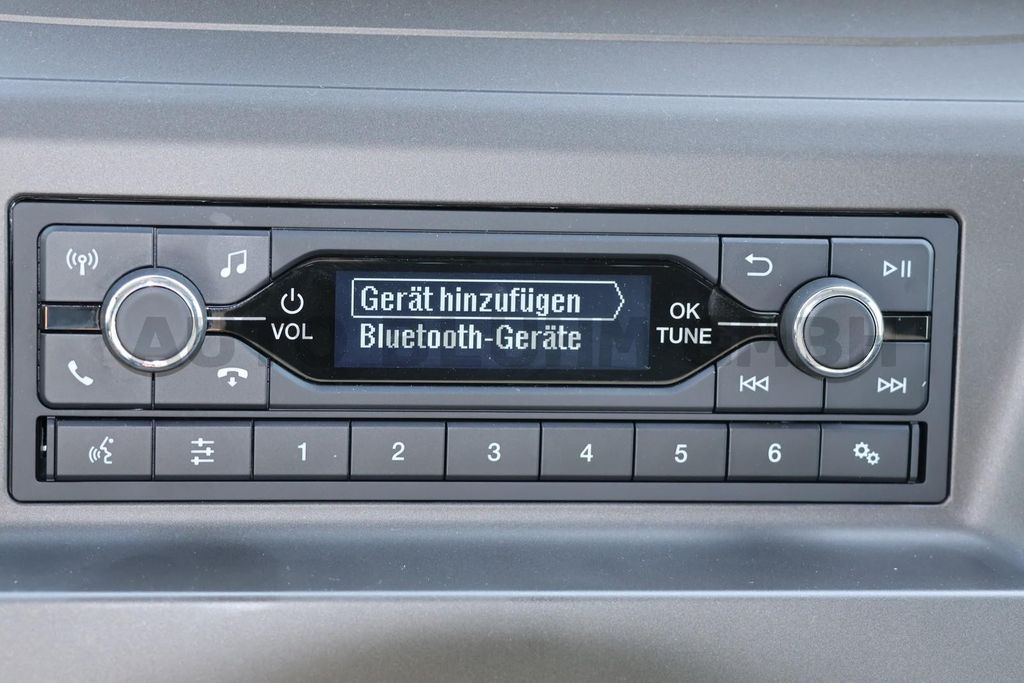 Gerät hinzufügen
Bluetooth-Geräte
VOL
OK
TUNE
1 2 3 4 5 6